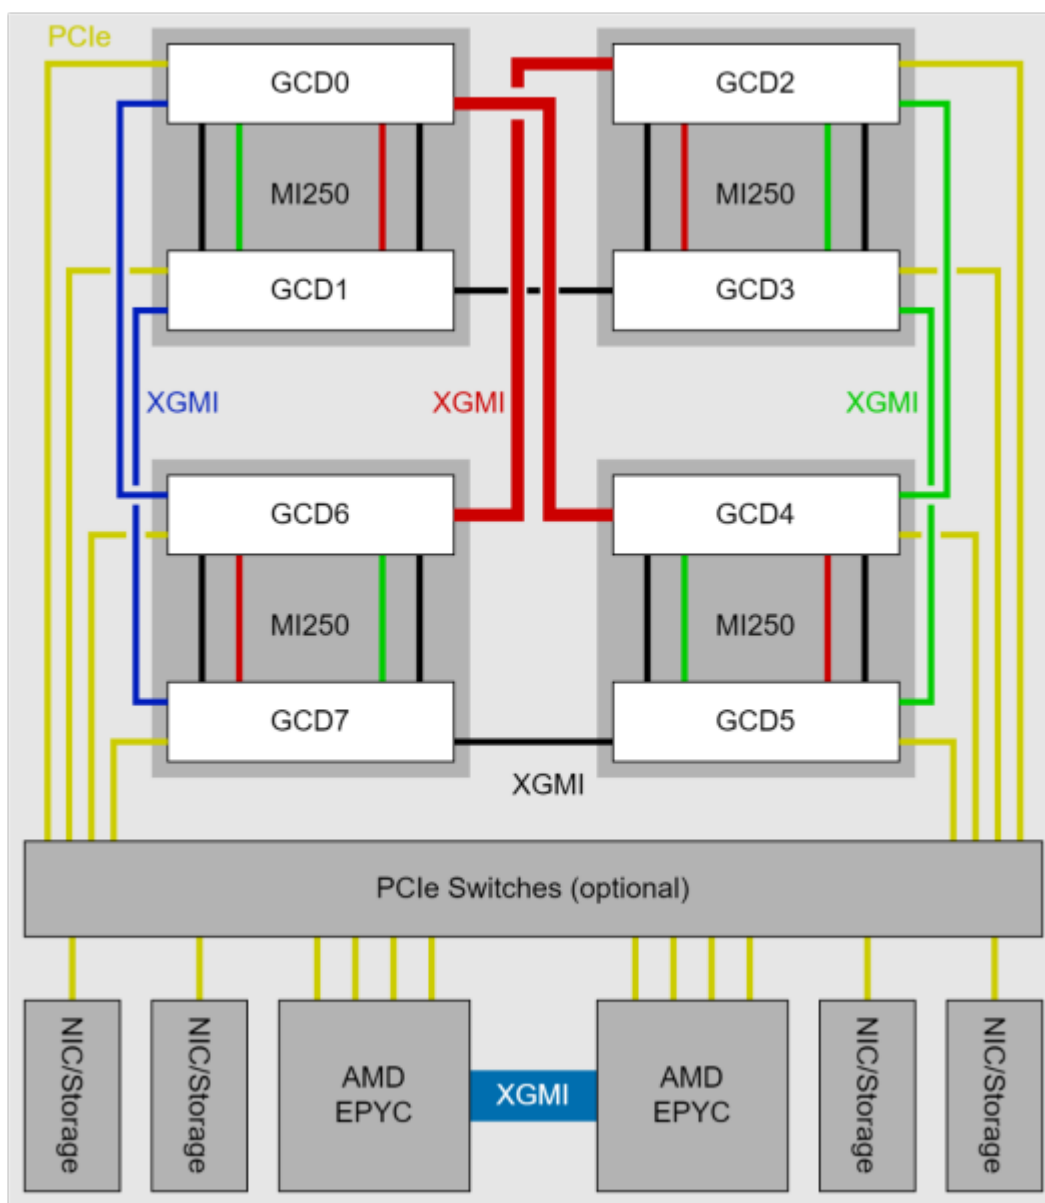 PCIe
GCD0
GCD2
MI250
MI250
GCD1
GCD3
XGMI
XGMI
XGMI
GCD6
GCD4
MI250
MI250
GCD7
GCD5
XGMI
PCIe Switches (optional)
NIC/Storage
NIC/Storage
AMD
EPYC
XGMI
AMD
EPYC
NIC/Storage
NIC/Storage